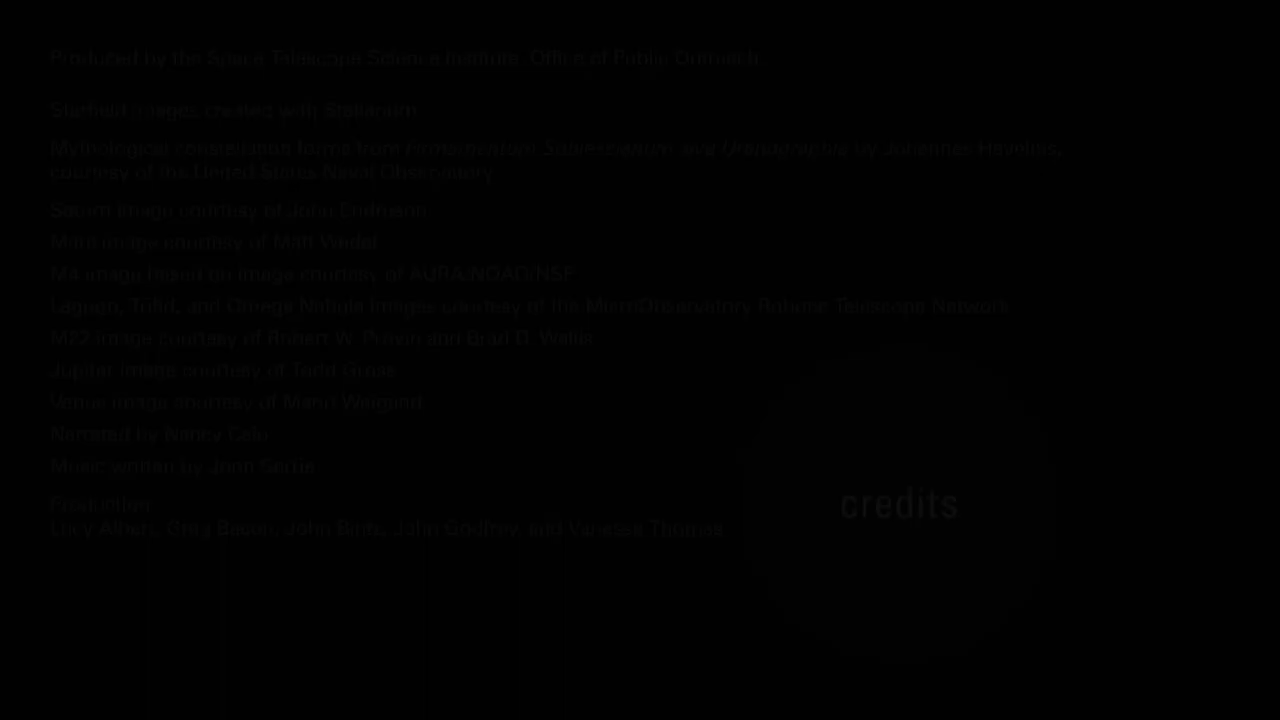 Produced by the Space Telescope Science Institute, Office of Public Outreach
Starfield images created with Stellarium
Mythological constellation forms from Firmamentum Sobiescianum sive Uranographia by Johannes Hevelius,
courtesy of the United States Naval Observatory
Saturn image courtesy of John
Mars image courtesy of Matt Wedel
M4 image based on image courtesy of AURA/NOAO/NSF
Lagoon, Trifid, and Omega Nebula images courtesy of the MicroObservatory Robotic Telescope Network
M22 image courtesy of Robert W. Provin and Brad D. Wallis
Jupiter image courtesy of Todd Gross
Venus image courtesy of Mario Weigand
Narrated by Nancy Calo
Music written by John
Production
Lucy Albert, Greg Bacon, John Bintz, John Godfrey, and Vanessa Thomas
credits